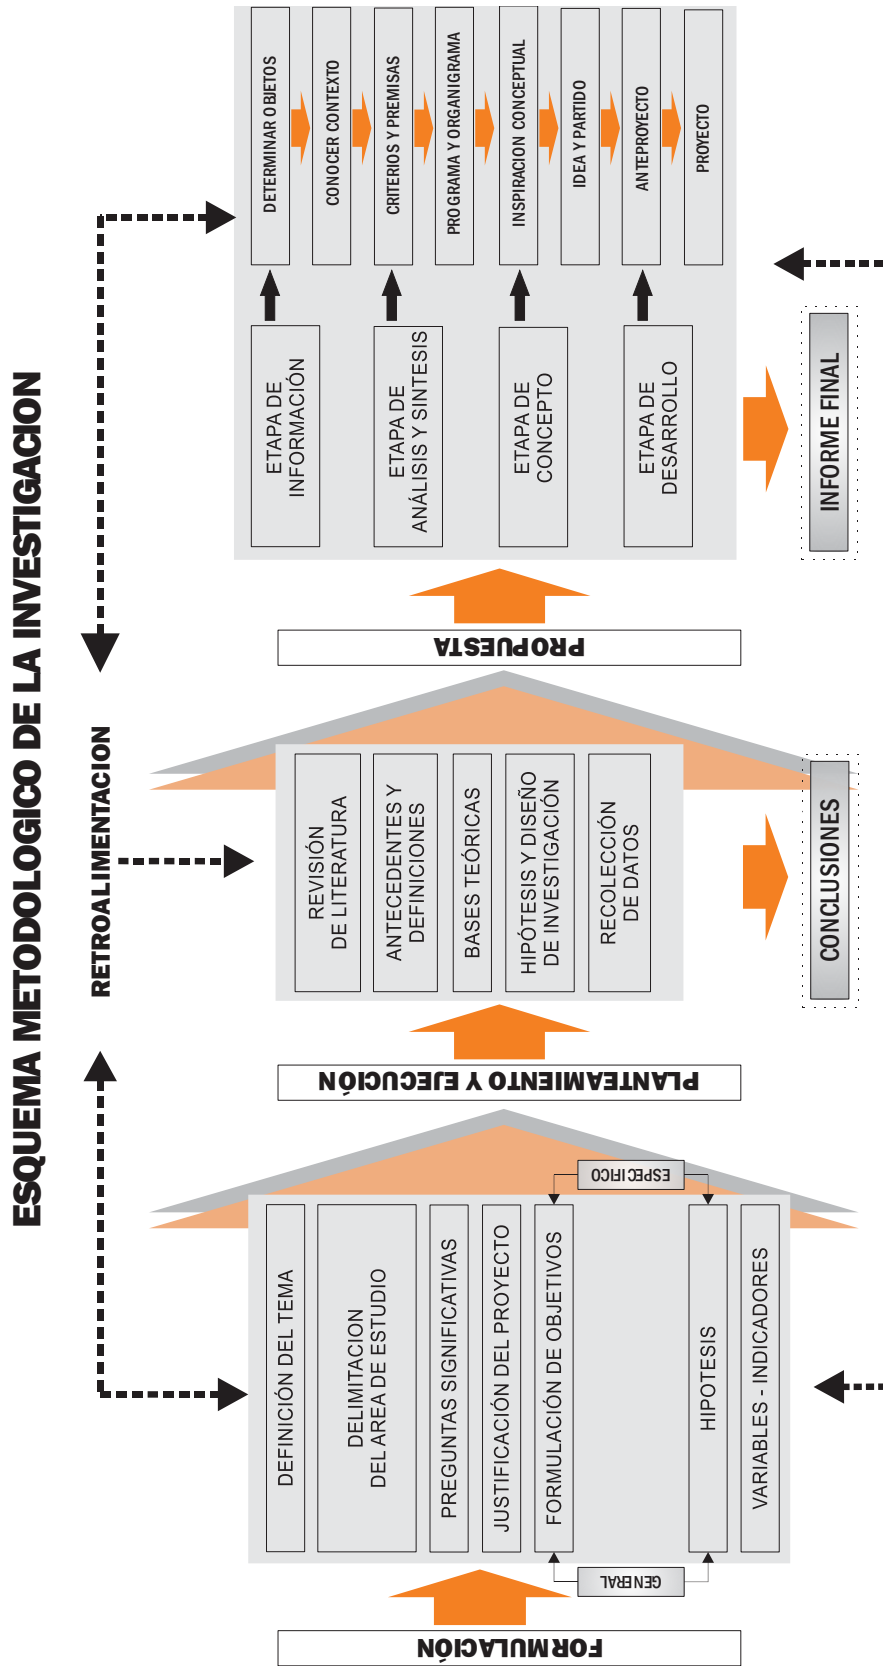 ESQUEMA METODOLOGICO DE LA INVESTIGACION
RETROALIMENTACION
FORMULACIÓN
DEFINICIÓN DEL TEMA
DELIMITACION
DEL AREA DE ESTUDIO
PREGUNTAS SIGNIFICATIVAS
JUSTIFICACIÓN DEL PROYECTO
FORMULACIÓN DE OBJETIVOS
GENERAL
ESPECIFICO
HIPOTESIS
VARIABLES - INDICADORES
PLANTEAMIENTO Y EJECUCIÓN
REVISIÓN
DE LITERATURA
ANTECEDENTES Y
DEFINICIONES
BASES TEÓRICAS
HIPÓTESIS Y DISEÑO
DE INVESTIGACIÓN
RECOLECCIÓN
DE DATOS
CONCLUSIONES
PROPUESTA
ETAPA DE
INFORMACIÓN
ETAPA DE
ANÁLISIS Y SINTESIS
ETAPA DE
CONCEPTO
ETAPA DE
DESARROLLO
DETERMINAR OBJETOS
CONOCER CONTEXTO
CRITERIOS Y PREMISAS
PROGRAMA Y ORGANIGRAMA
INSPIRACION CONCEPTUAL
IDEA Y PARTIDO
ANTEPROYECTO
PROYECTO
INFORME FINAL